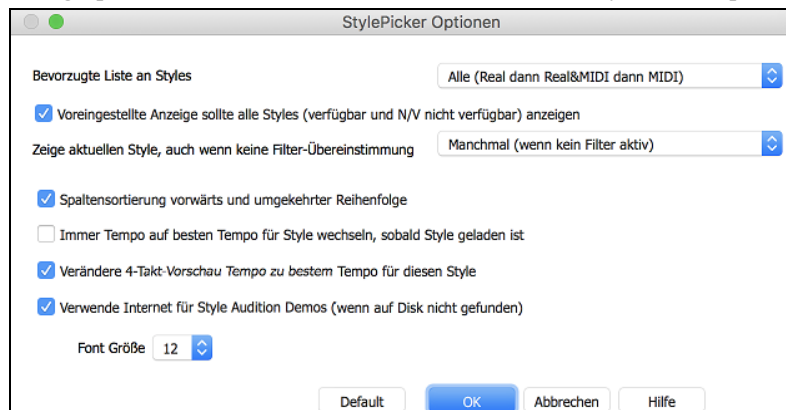 StylePicker Optionen
Bevorzugte Liste an Styles Alle (Real dann Real&MIDI dann MIDI)
Voreingestellte Anzeige sollte alle Styles (verfügbar und N/V nicht verfügbar) anzeigen
Zeige aktuellen Style, auch wenn keine Filter-Übereinstimmung Manchmal (wenn kein Filter aktiv)
Spaltensortierung vorwärts und umgekehrter Reihenfolge
Immer Tempo auf besten Tempo für Style wechseln, sobald Style geladen ist
Verändere 4-Takt-Vorschau Tempo zu bestem Tempo für diesen Style
Verwende Internet für Style Audition Demos (wenn auf Disk nicht gefunden)
Font Größe 12
Default OK Abbrechen Hilfe